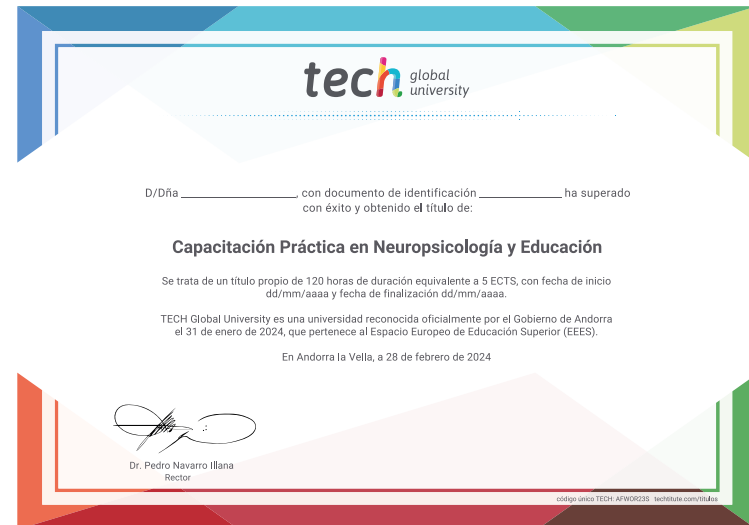 tech global university
D/Dña __________________, con documento de identificación _____________ ha superado
con éxito y obtenido el título de:
Capacitación Práctica en Neuropsicología y Educación
Se trata de un título propio de 120 horas de duración equivalente a 5 ECTS, con fecha de inicio
dd/mm/aaaa y fecha de finalización dd/mm/aaaa.
TECH Global University es una universidad reconocida oficialmente por el Gobierno de Andorra
el 31 de enero de 2024, que pertenece al Espacio Europeo de Educación Superior (EEES).
En Andorra la Vella, a 28 de febrero de 2024
Dr. Pedro Navarro Illana
Rector
código único TECH: AFWOR23S techtitute.com/titulos